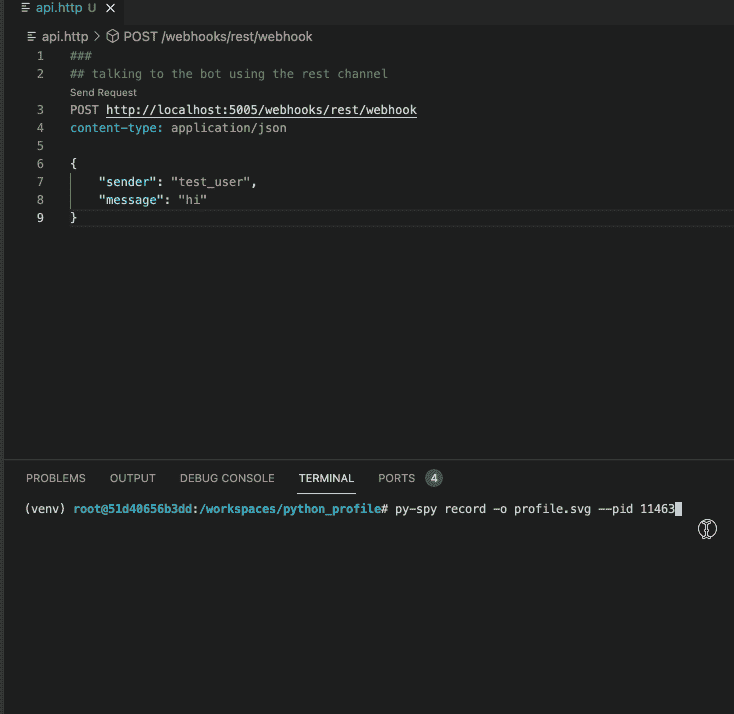 api.http U
api.http > POST /webhooks/rest/webhook
1 ###
2 ## talking to the bot using the rest channel
Send Request
3 POST http://localhost:5005/webhooks/rest/webhook
4 content-type: application/json
5
6 {
7 "sender": "test_user",
8 "message": "hi"
9 }
PROBLEMS OUTPUT DEBUG CONSOLE TERMINAL PORTS 4
(venv) root@51d40656b3dd:/workspaces/python_profile# py-spy record -o profile.svg --pid 11463